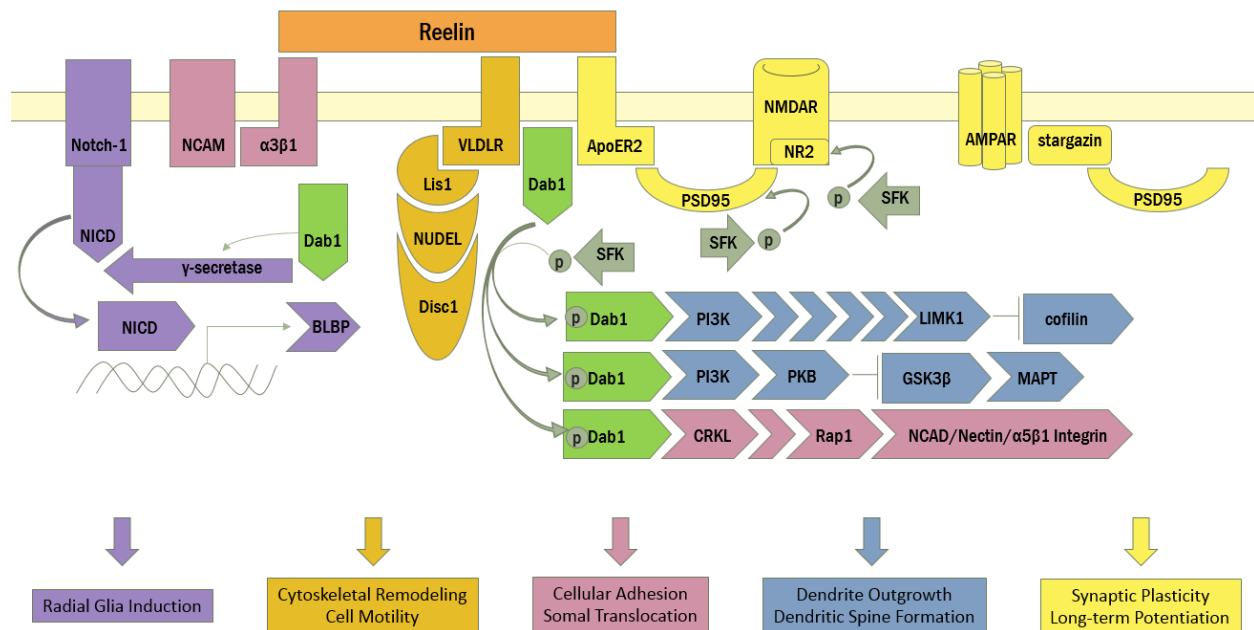 Reelin
Notch-1
NCAM
α3β1
VLDLR
ApoER2
NMDAR
NR2
AMPAR
stargazin
Lis1
Dab1
PSD95
PSD95
NICD
Dab1
NUDEL
SFK
p
SFK
p
p
SFK
γ-secretase
Disc1
NICD
BLBP
p
Dab1
PI3K
LIMK1
cofilin
p
Dab1
PI3K
PKB
GSK3β
MAPT
p
Dab1
CRKL
Rap1
NCAD/Nectin/α5β1 Integrin
Radial Glia Induction
Cytoskeletal Remodeling
Cell Motility
Cellular Adhesion
Somal Translocation
Dendrite Outgrowth
Dendritic Spine Formation
Synaptic Plasticity
Long-term Potentiation